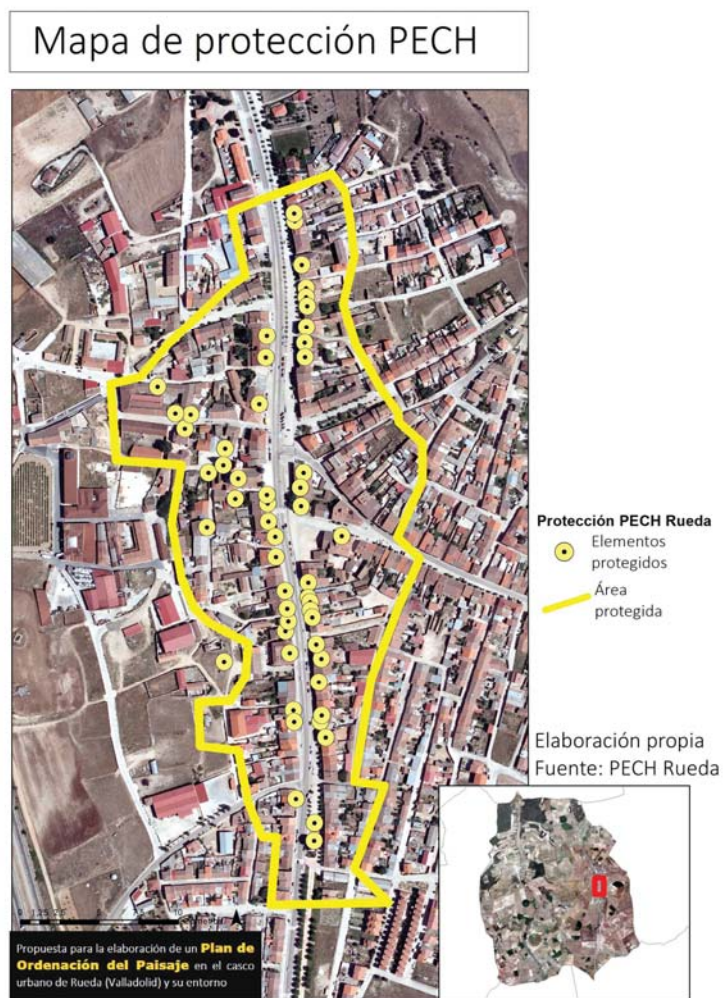 Mapa de protección PECH
Protección PECH Rueda
Elementos
protegidos
Área
protegida
Elaboración propia
Fuente: PECH Rueda
Propuesta para la elaboración de un Plan de
Ordenación del Paisaje en el casco
urbano de Rueda (Valladolid) y su entorno